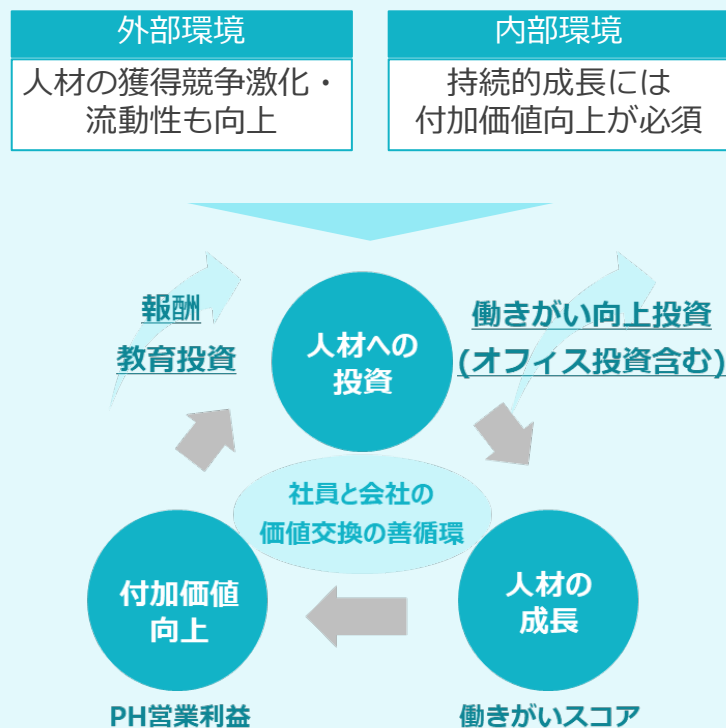 外部環境
人材の獲得競争激化・
流動性も向上
内部環境
持続的成長には
付加価値向上が必須
報酬
教育投資
人材への
投資
働きがい向上投資
(オフィス投資含む)
社員と会社の
価値交換の善循環
付加価値
向上
人材の
成長
PH営業利益
働きがいスコア